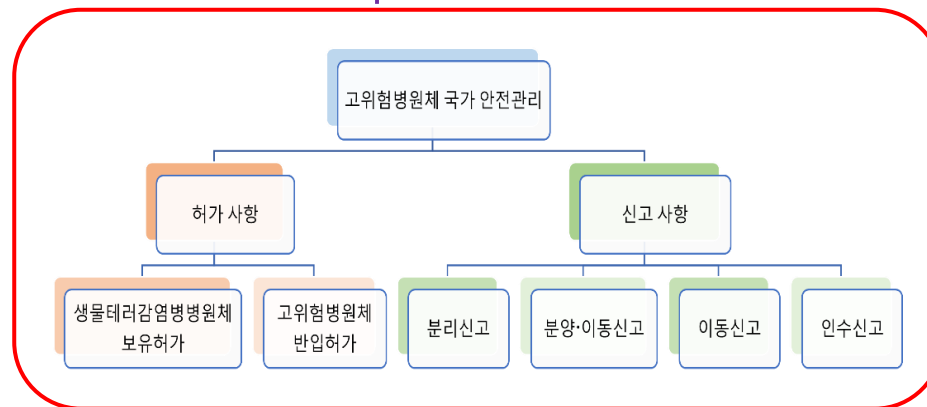 고위험병원체 국가 안전관리
허가 사항
신고 사항
생물테러감염병병원체
보유허가
고위험병원체
반입허가
분리신고
분양·이동신고
이동신고
인수신고